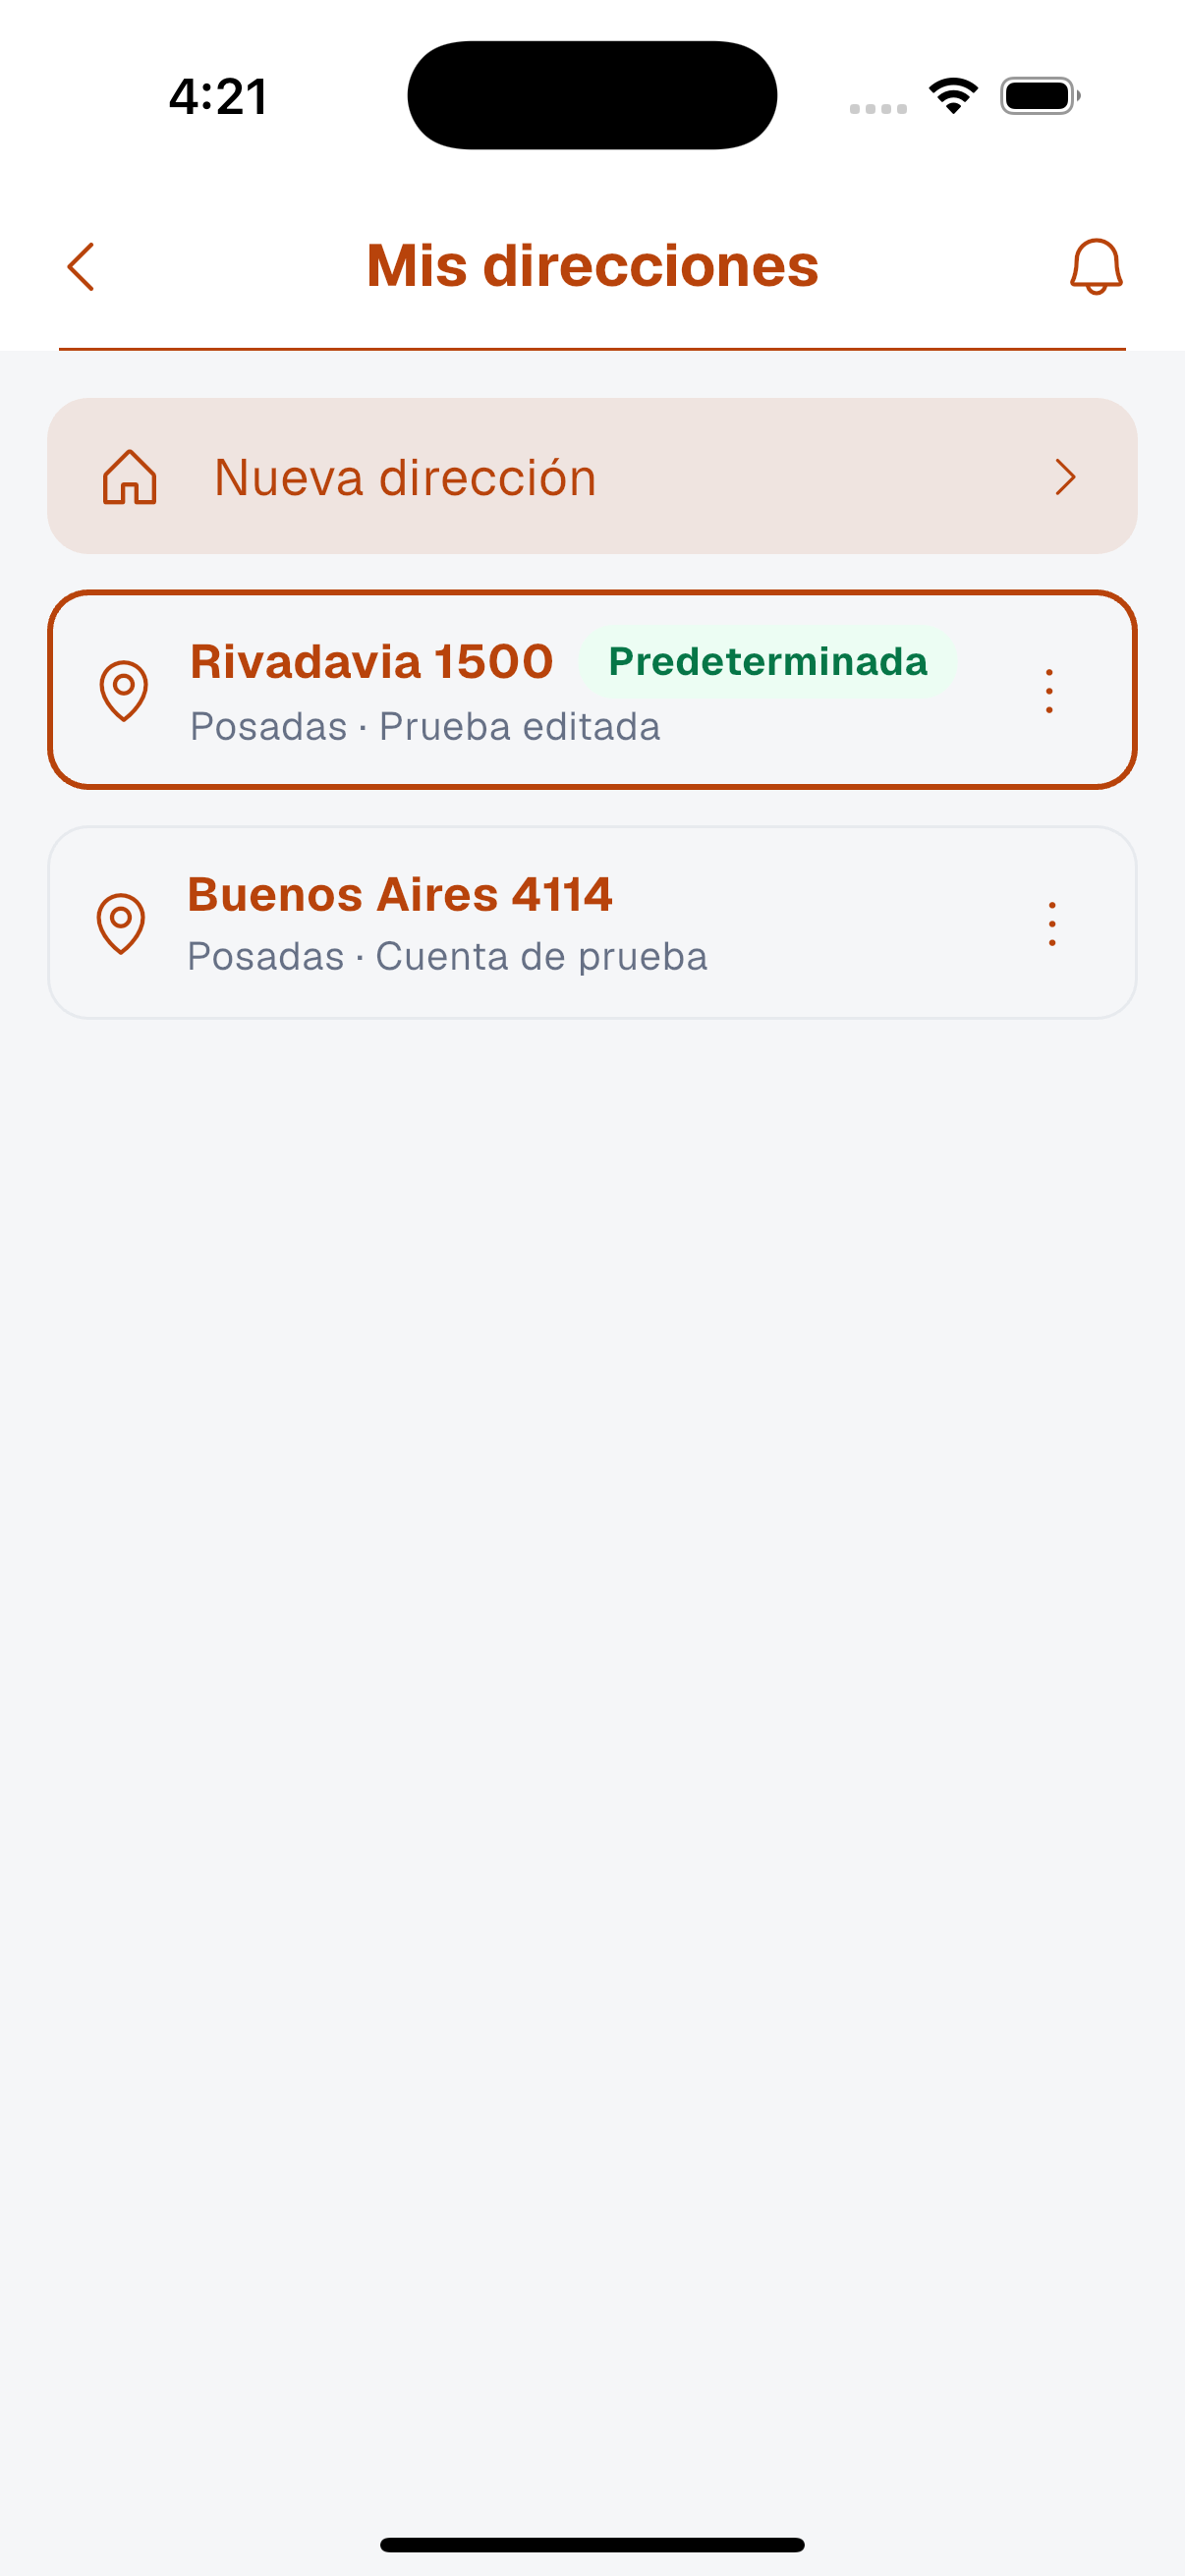 4:21
Mis direcciones
Nueva dirección
Rivadavia 1500 Predeterminada
Posadas · Prueba editada
Buenos Aires 4114
Posadas · Cuenta de prueba